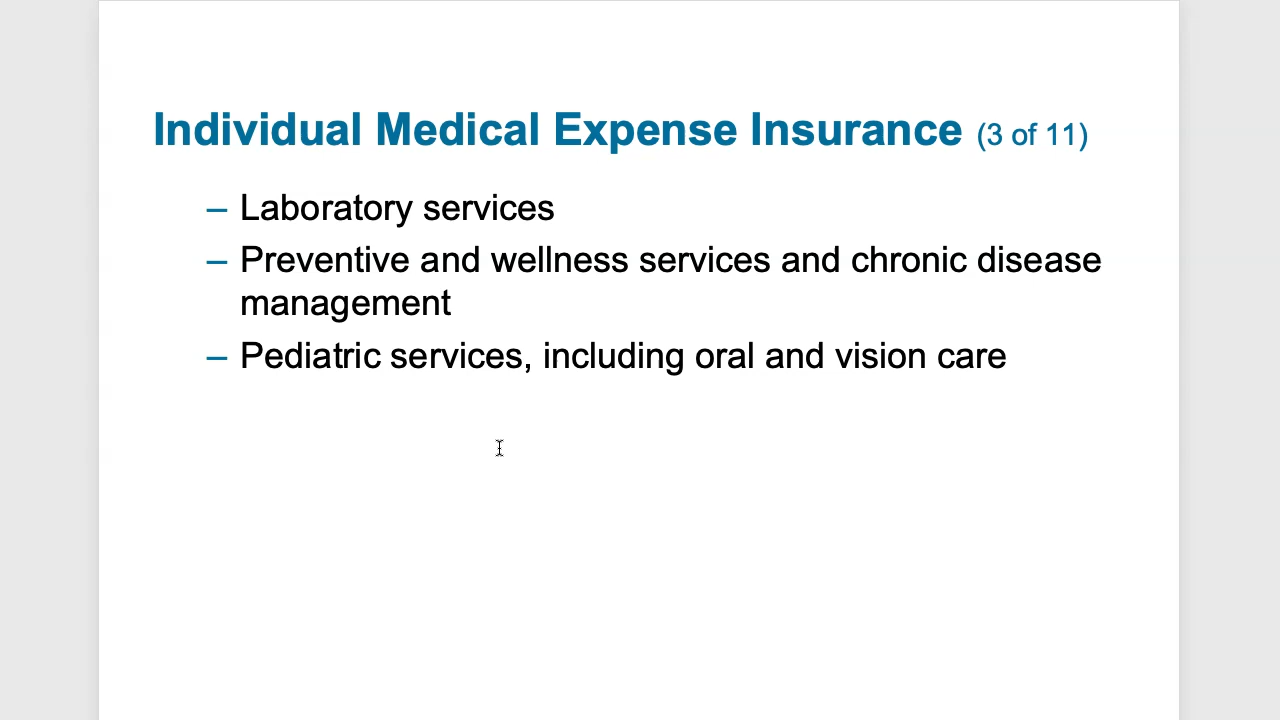 Individual Medical Expense Insurance (3 of 11)
– Laboratory services
– Preventive and wellness services and chronic disease
management
– Pediatric services, including oral and vision care